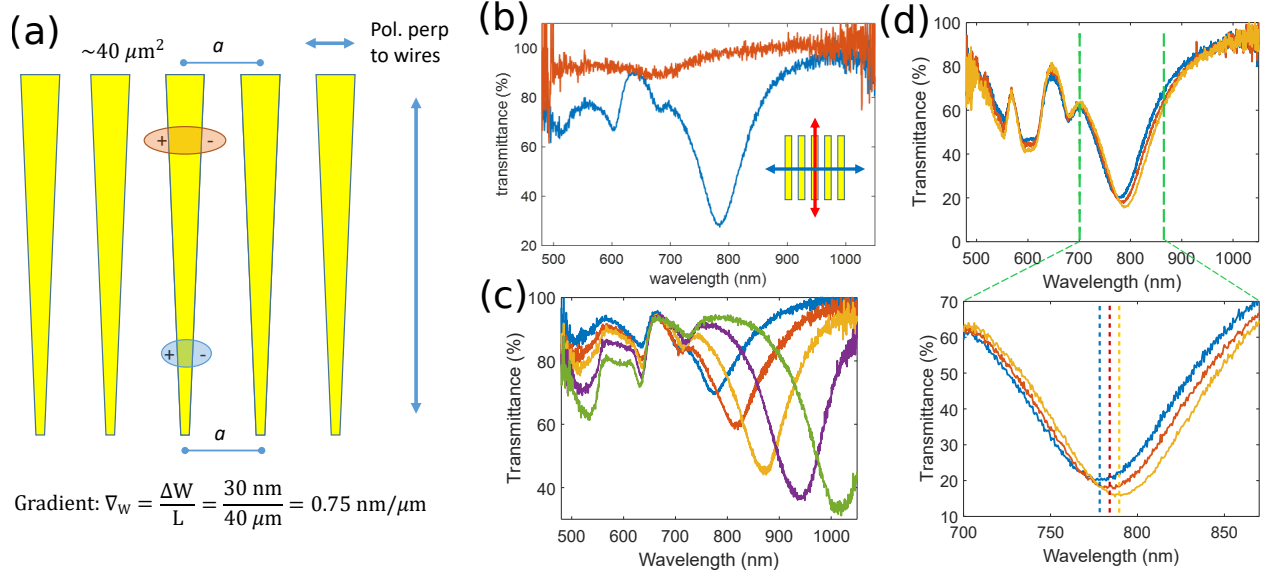 (a)
~40 μm²
a
Pol. perp
to wires
+ -
+ -
a
Gradient: ∇W = ΔW/L = 30 nm/40 μm = 0.75 nm/μm
(b)
transmittance (%)
100
80
60
40
20
500 600 700 800 900 1000
wavelength (nm)
(c)
Transmittance (%)
100
80
60
40
500 600 700 800 900 1000
Wavelength (nm)
(d)
Transmittance (%)
100
80
60
40
20
0
500 600 700 800 900 1000
Wavelength (nm)
Transmittance (%)
70
60
50
40
30
20
10
0
700 750 800 850
Wavelength (nm)